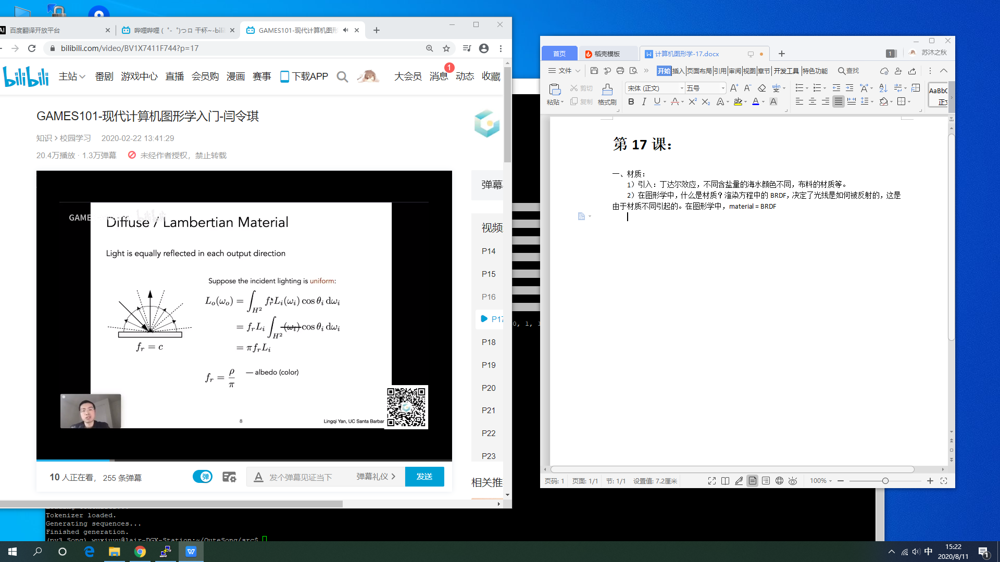 百度翻译开放平台
哔哩哔哩 ( ゜- ゜)つロ 干杯~-bili
GAMES101-现代计算机图形
bilibili.com/video/BV1X7411F744?p=17
bilibili
主站
番剧
游戏中心
直播
会员购
漫画
赛事
下载APP
大会员
消息
1
动态
收藏
GAMES101-现代计算机图形学入门-闫令琪
知识 > 校园学习 2020-02-22 13:41:29
20.4万播放 · 1.3万弹幕 未经作者授权，禁止转载
GAME
Diffuse / Lambertian Material
Light is equally reflected in each output direction
Suppose the incident lighting is uniform:
L_o(ω_o) = ∫_{H²} f_r L_i(ω_i) cos θ_i dω_i
= f_r L_i ∫_{H²} (ω_i) cos θ_i dω_i
= π f_r L_i
f_r = c
f_r = ρ/π — albedo (color)
8
Lingqi Yan, UC Santa Barbar
10 人正在看， 255 条弹幕
弹
发个弹幕见证当下
弹幕礼仪 >
发送
弹幕
视频
P14
P15
P16
P17
P18
P19
P20
P21
P22
P23
相关推
0, 1, 1
Tokenizer loaded.
Generating sequences...
Finished generation.
(py3_Song) wuxiuyu@lair-DGX-Station:~/QuteSong/src$
首页
稻壳模板
计算机图形学-17.docx
1
苏沐之秋
文件
开始 插入 页面布局 引用 审阅 视图 章节 开发工具 特色功能
查找
粘贴
剪切
复制
格式刷
宋体 (正文)
五号
AaBbC
正文
第 17 课：
一、材质：
1）引入：丁达尔效应，不同含盐量的海水颜色不同，布料的材质等。
2）在图形学中，什么是材质？渲染方程中的 BRDF，决定了光线是如何被反射的，这是
由于材质不同引起的。在图形学中，material = BRDF
页码: 1 页面: 1/1 节: 1/1 设置值: 7.2厘米
100%
中
15:22
2020/8/11
1